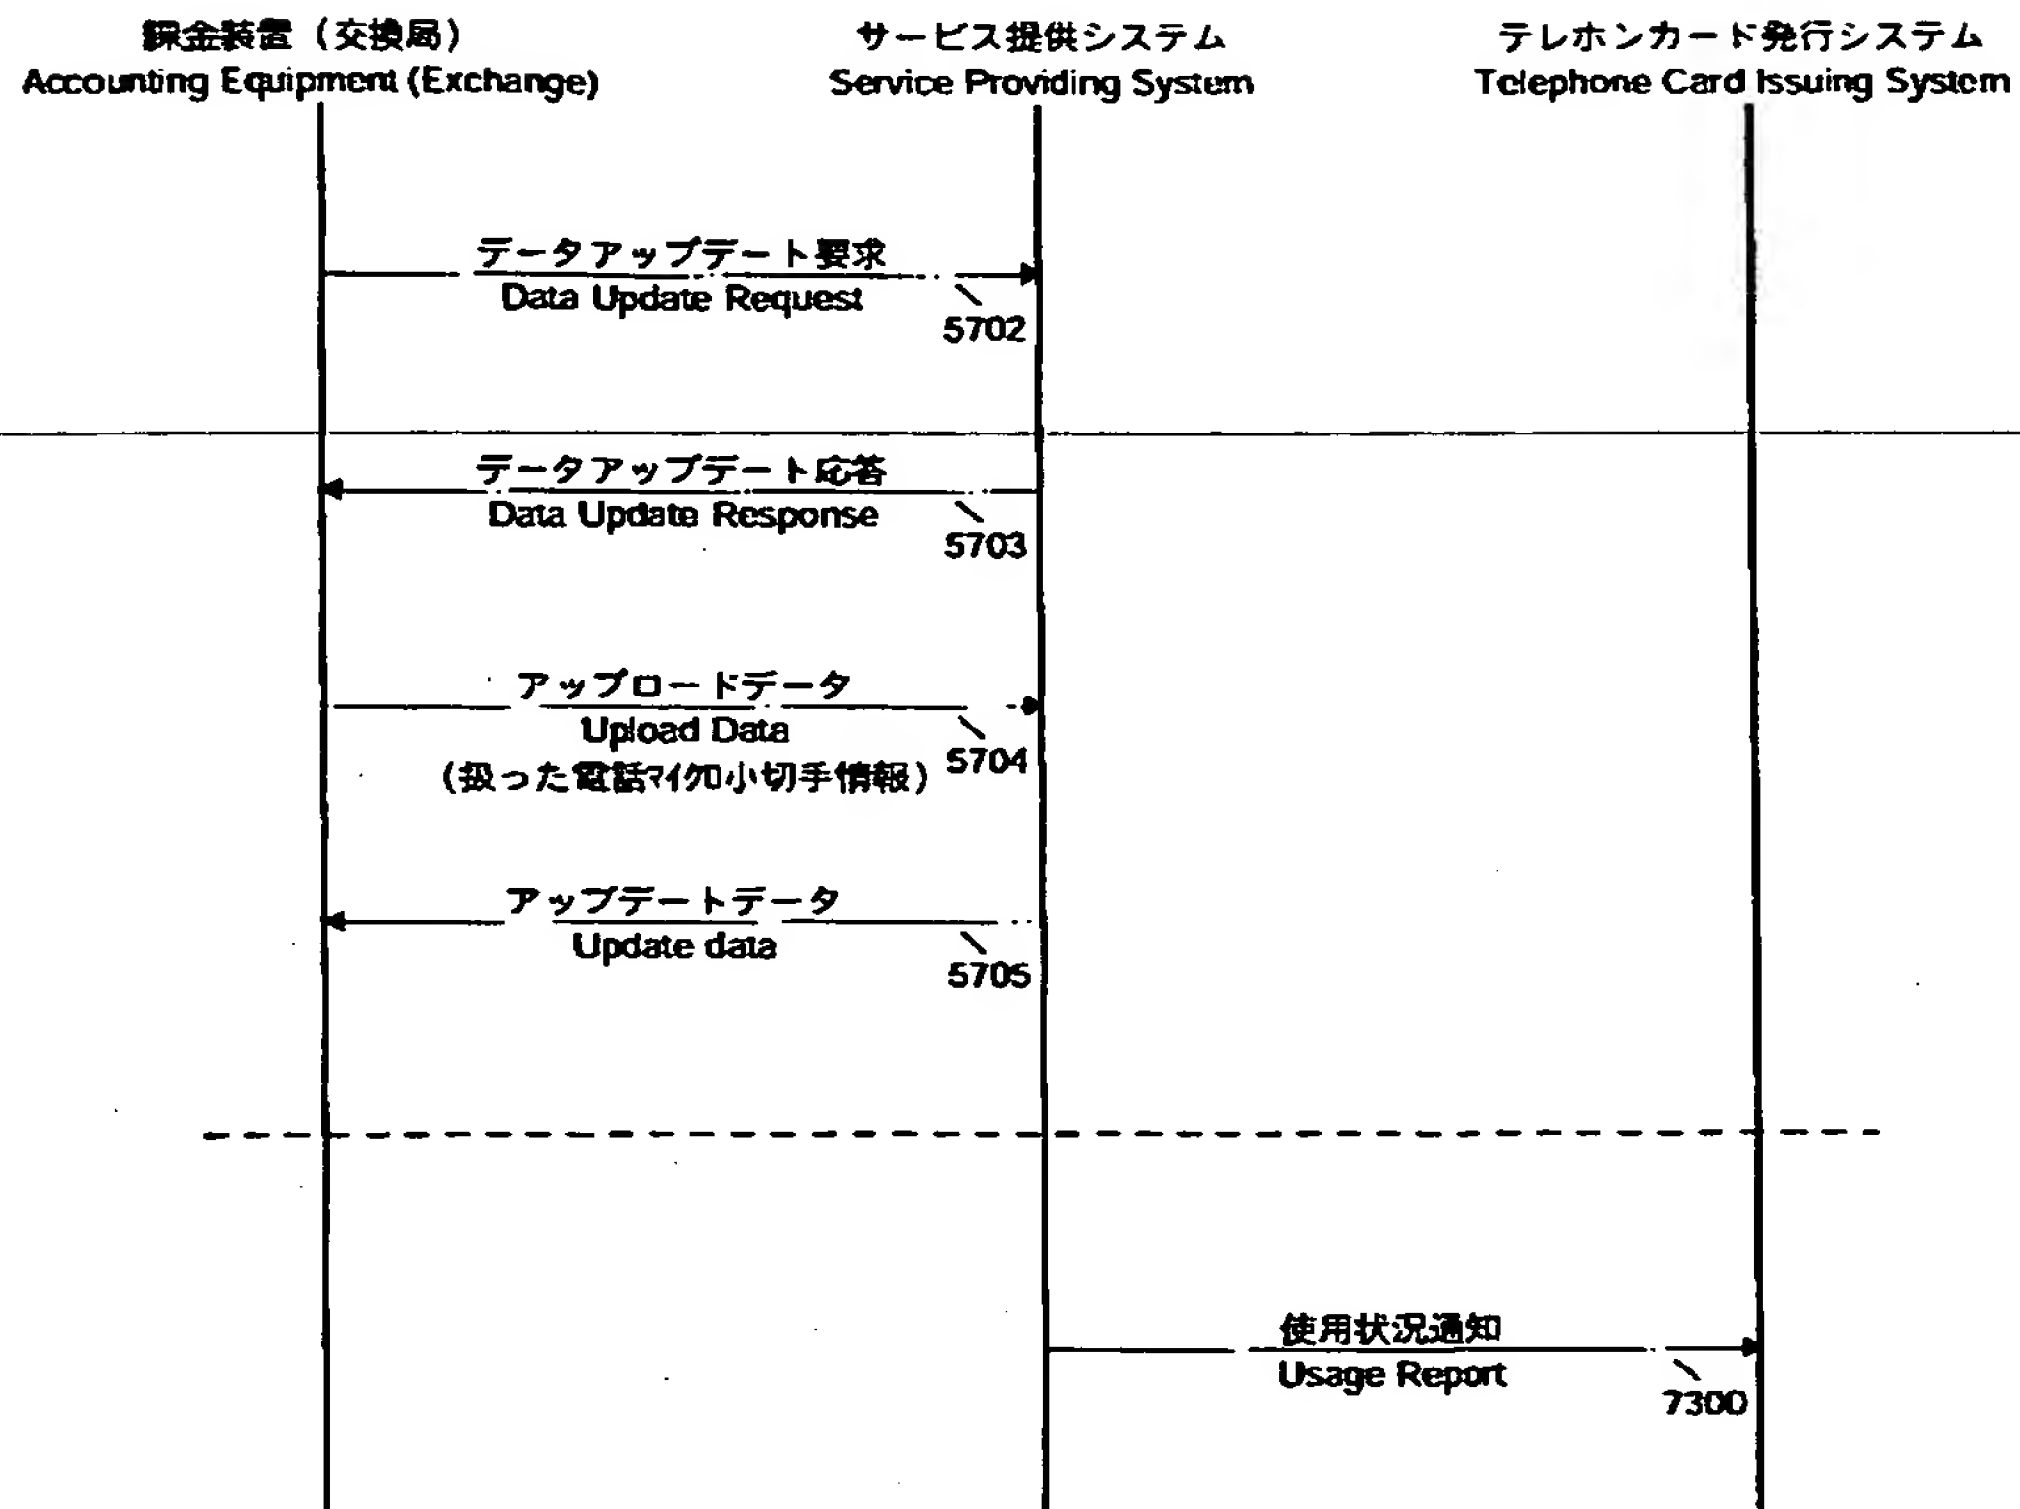 課金装置（交換局）
Accounting Equipment (Exchange)
サービス提供システム
Service Providing System
テレホンカード発行システム
Telephone Card Issuing System
データアップデート要求
Data Update Request
5702
データアップデート応答
Data Update Response
5703
アップロードデータ
Upload Data
5704
(扱った電話マイクロ小切手情報)
アップデートデータ
Update data
5705
使用状況通知
Usage Report
7300